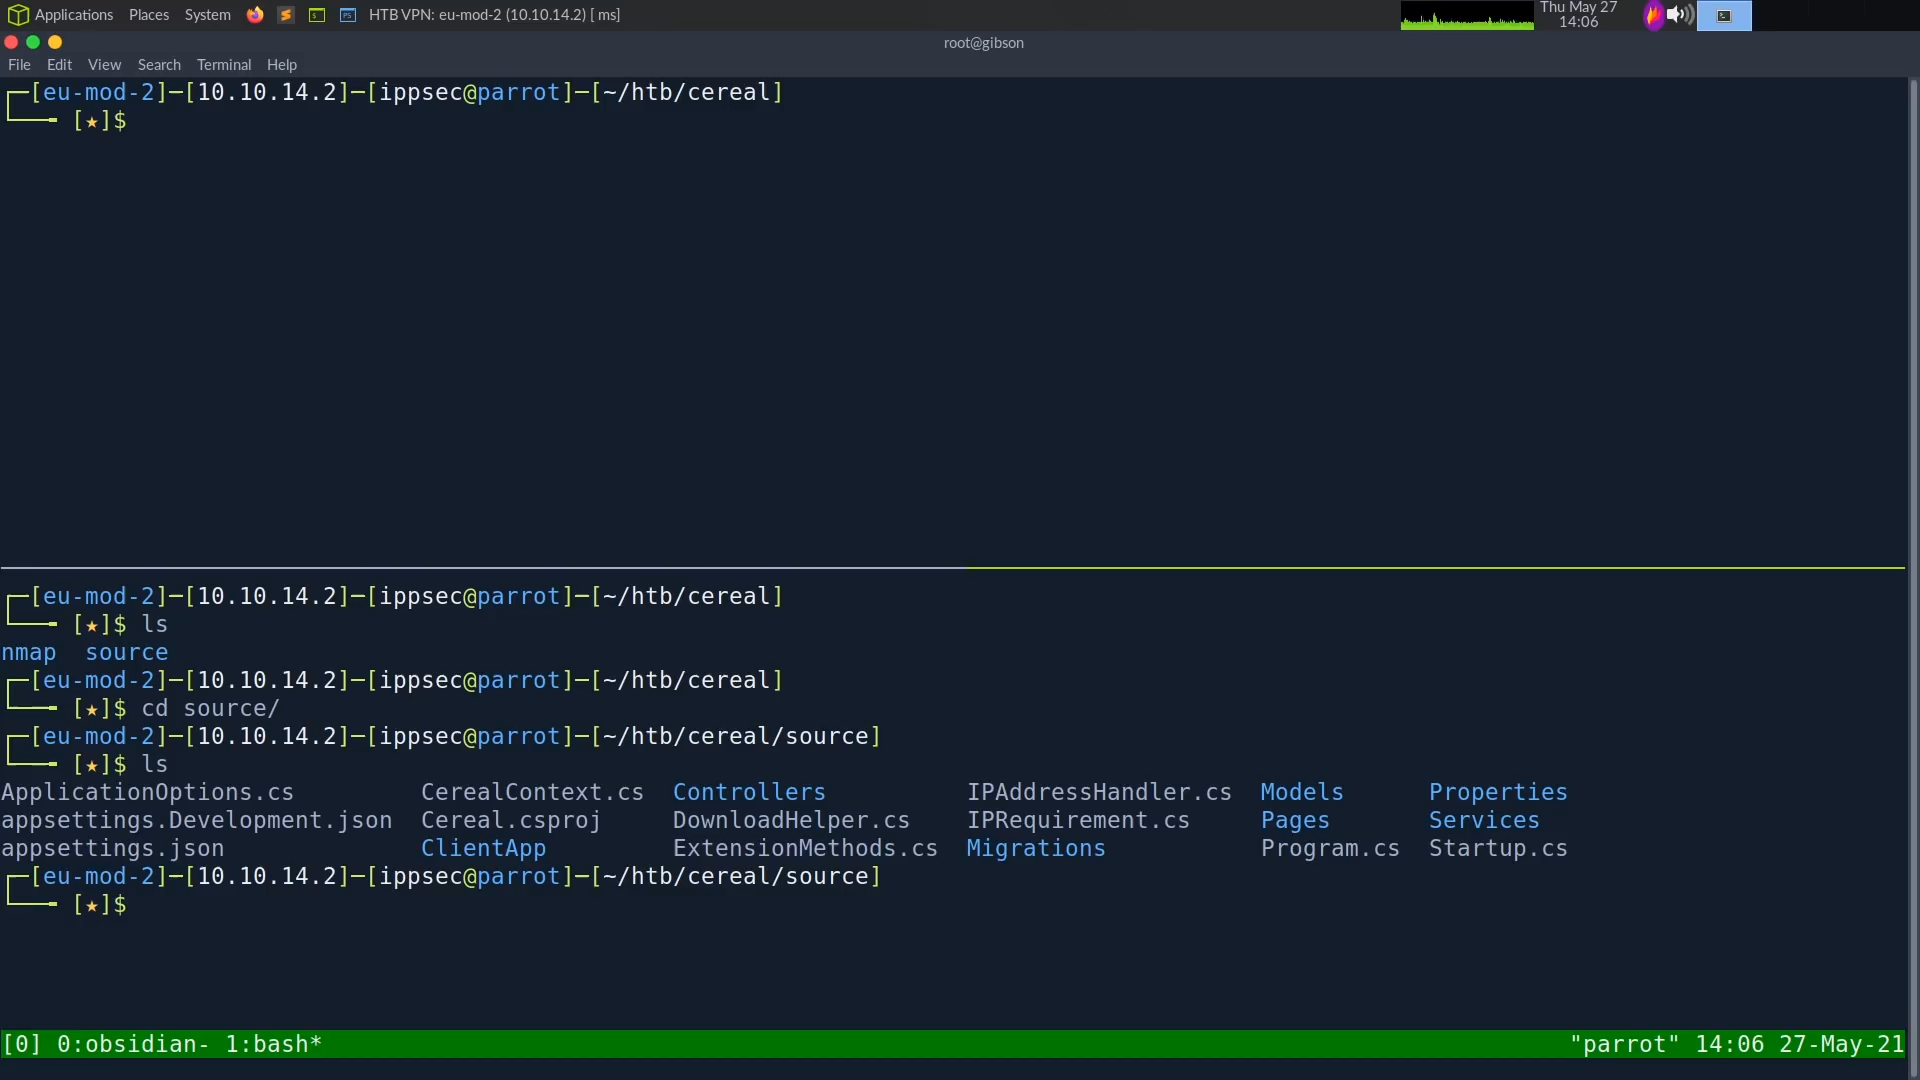 Applications Places System HTB VPN: eu-mod-2 (10.10.14.2) [ ms] Thu May 27 14:06
root@gibson
File Edit View Search Terminal Help
┌─[eu-mod-2]─[10.10.14.2]─[ippsec@parrot]─[~/htb/cereal]
└──╼ [★]$
┌─[eu-mod-2]─[10.10.14.2]─[ippsec@parrot]─[~/htb/cereal]
└──╼ [★]$ ls
nmap source
┌─[eu-mod-2]─[10.10.14.2]─[ippsec@parrot]─[~/htb/cereal]
└──╼ [★]$ cd source/
┌─[eu-mod-2]─[10.10.14.2]─[ippsec@parrot]─[~/htb/cereal/source]
└──╼ [★]$ ls
ApplicationOptions.cs CerealContext.cs Controllers IPAddressHandler.cs Models Properties
appsettings.Development.json Cereal.csproj DownloadHelper.cs IPRequirement.cs Pages Services
appsettings.json ClientApp ExtensionMethods.cs Migrations Program.cs Startup.cs
┌─[eu-mod-2]─[10.10.14.2]─[ippsec@parrot]─[~/htb/cereal/source]
└──╼ [★]$
[0] 0:obsidian- 1:bash* "parrot" 14:06 27-May-21